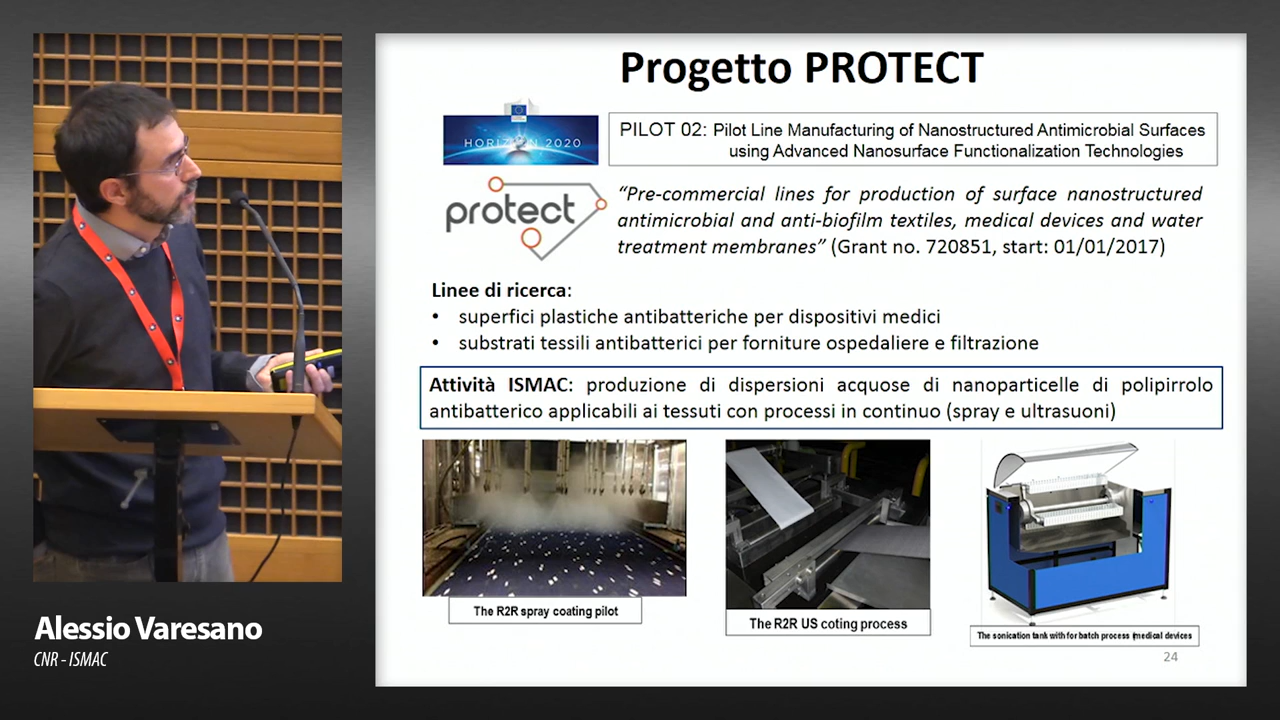 Progetto PROTECT
HORIZON 2020
PILOT 02: Pilot Line Manufacturing of Nanostructured Antimicrobial Surfaces
using Advanced Nanosurface Functionalization Technologies
protect
“Pre-commercial lines for production of surface nanostructured
antimicrobial and anti-biofilm textiles, medical devices and water
treatment membranes” (Grant no. 720851, start: 01/01/2017)
Linee di ricerca:
• superfici plastiche antibatteriche per dispositivi medici
• substrati tessili antibatterici per forniture ospedaliere e filtrazione
Attività ISMAC: produzione di dispersioni acquose di nanoparticelle di polipirrolo
antibatterico applicabili ai tessuti con processi in continuo (spray e ultrasuoni)
The R2R spray coating pilot
The R2R US coting process
The sonication tank with for batch process (medical devices
24
Alessio Varesano
CNR - ISMAC